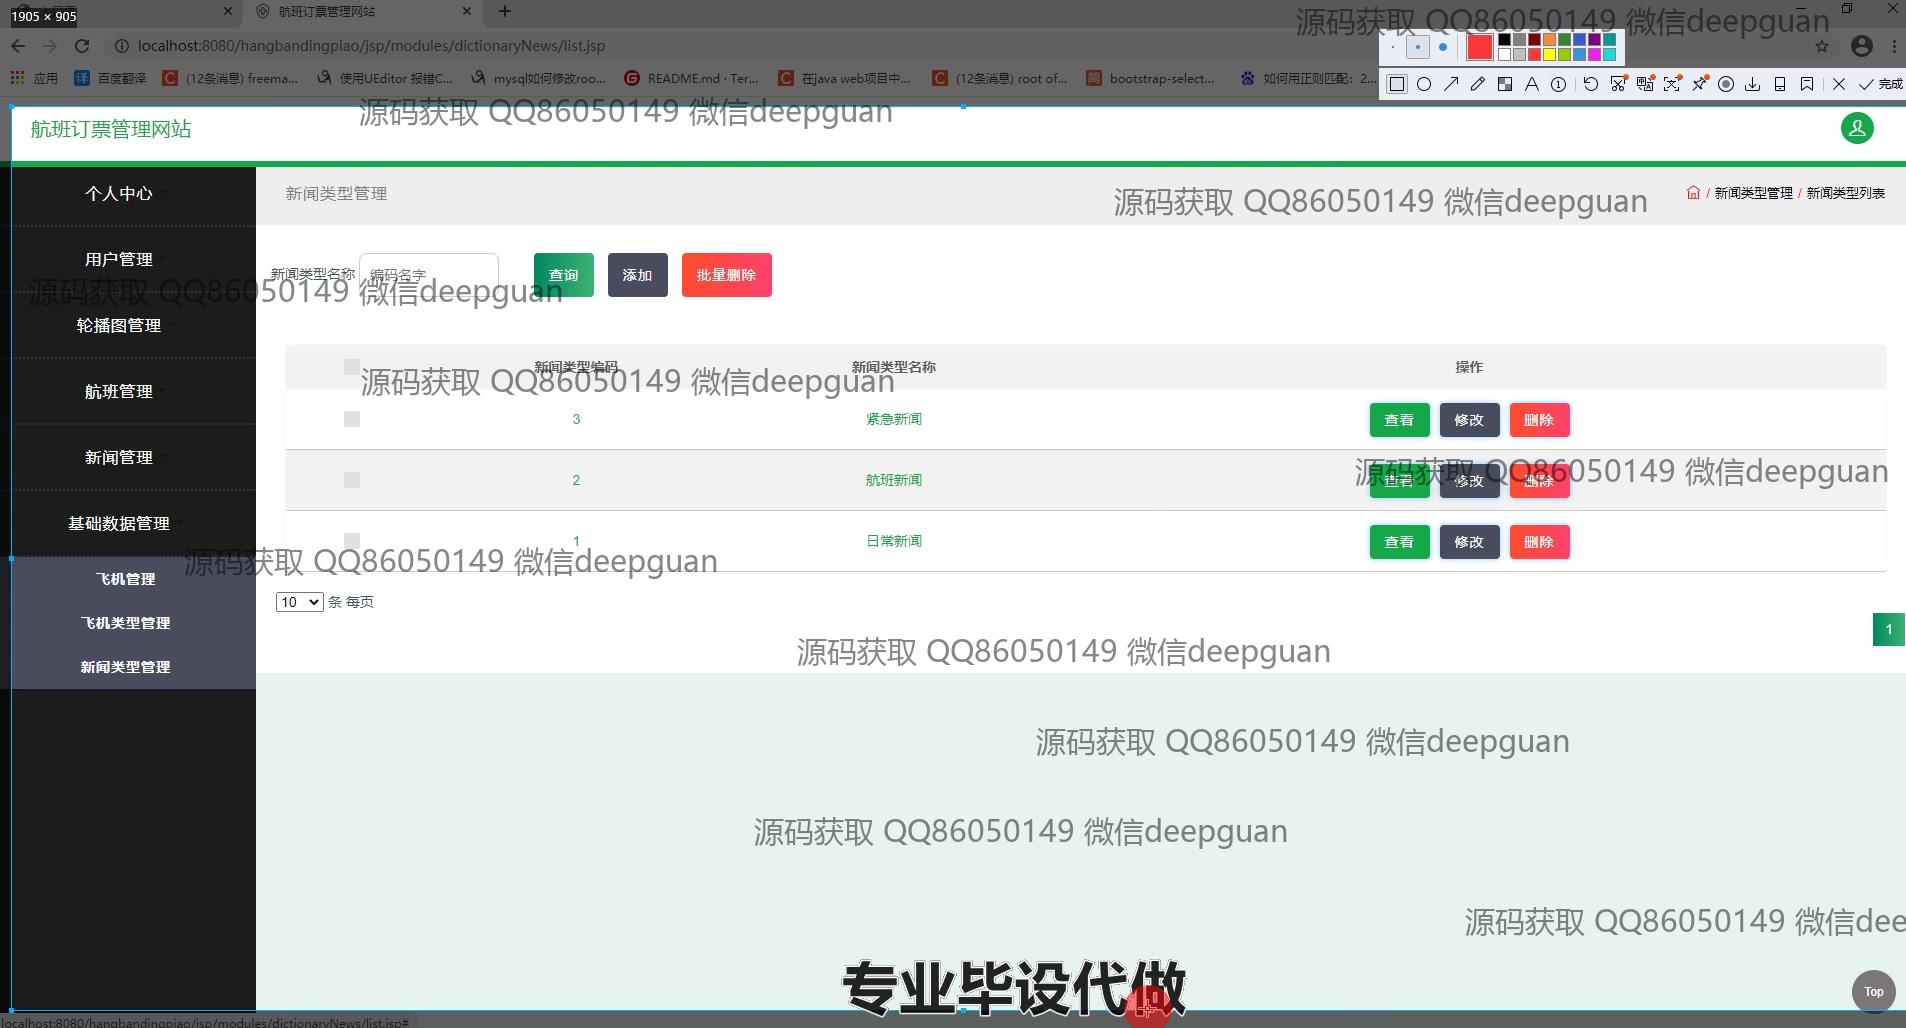 1905 × 905
航班订票管理网站
源码获取 QQ86050149 微信deepguan
localhost:8080/hangbandingpiao/jsp/modules/dictionaryNews/list.jsp
应用 百度翻译 (12条消息) freema... 使用UEditor 报错C... mysql如何修改roo... README.md · Ter... 在java web项目中... (12条消息) root of... bootstrap-select... 如何用正则匹配：2...
完成
源码获取 QQ86050149 微信deepguan
航班订票管理网站
个人中心
新闻类型管理
源码获取 QQ86050149 微信deepguan
/ 新闻类型管理 / 新闻类型列表
用户管理
新闻类型名称 编码名字 查询 添加 批量删除
源码获取 QQ86050149 微信deepguan
轮播图管理
新闻类型编码 新闻类型名称 操作
源码获取 QQ86050149 微信deepguan
航班管理
3 紧急新闻 查看 修改 删除
新闻管理
源码获取 QQ86050149 微信deepguan
2 航班新闻 查看 修改 删除
基础数据管理
1 日常新闻 查看 修改 删除
源码获取 QQ86050149 微信deepguan
飞机管理
10 条 每页
飞机类型管理
1
源码获取 QQ86050149 微信deepguan
新闻类型管理
源码获取 QQ86050149 微信deepguan
源码获取 QQ86050149 微信deepguan
源码获取 QQ86050149 微信dee
专业毕设代做
Top
localhost:8080/hangbandingpiao/jsp/modules/dictionaryNews/list.jsp#